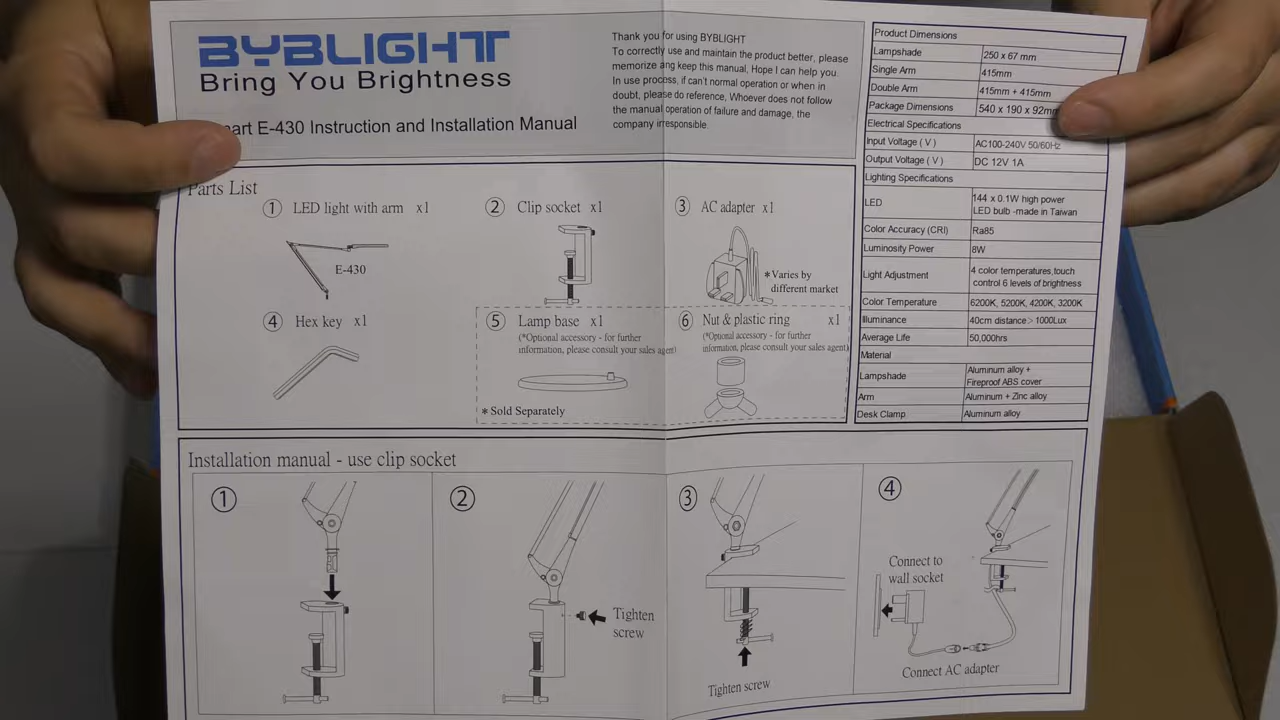 BYBLIGHT
Bring You Brightness
art E-430 Instruction and Installation Manual
Thank you for using BYBLIGHT
To correctly use and maintain the product better, please
memorize ang keep this manual, Hope I can help you.
In use process, if can't normal operation or when in
doubt, please do reference, Whoever does not follow
the manual operation of failure and damage, the
company irresponsible.
Product Dimensions
Lampshade 250 x 67 mm
Single Arm 415mm
Double Arm 415mm + 415mm
Package Dimensions 540 x 190 x 92mm
Electrical Specifications
Input Voltage ( V ) AC100-240V 50/60Hz
Output Voltage ( V ) DC 12V 1A
Lighting Specifications
LED 144 x 0.1W high power
LED bulb -made in Taiwan
Color Accuracy (CRI) Ra85
Luminosity Power 8W
Light Adjustment 4 color temperatures,touch
control 6 levels of brightness
Color Temperature 6200K, 5200K, 4200K, 3200K
Illuminance 40cm distance > 1000Lux
Average Life 50,000hrs
Material
Lampshade Aluminum alloy +
Fireproof ABS cover
Arm Aluminum + Zinc alloy
Desk Clamp Aluminum alloy
Parts List
① LED light with arm x1
E-430
② Clip socket x1
③ AC adapter x1
*Varies by
different market
④ Hex key x1
⑤ Lamp base x1
(*Optional accessory - for further
information, please consult your sales agent)
* Sold Separately
⑥ Nut & plastic ring x1
(*Optional accessory - for further
information, please consult your sales agent)
Installation manual - use clip socket
①
②
Tighten
screw
③
Tighten screw
④
Connect to
wall socket
Connect AC adapter